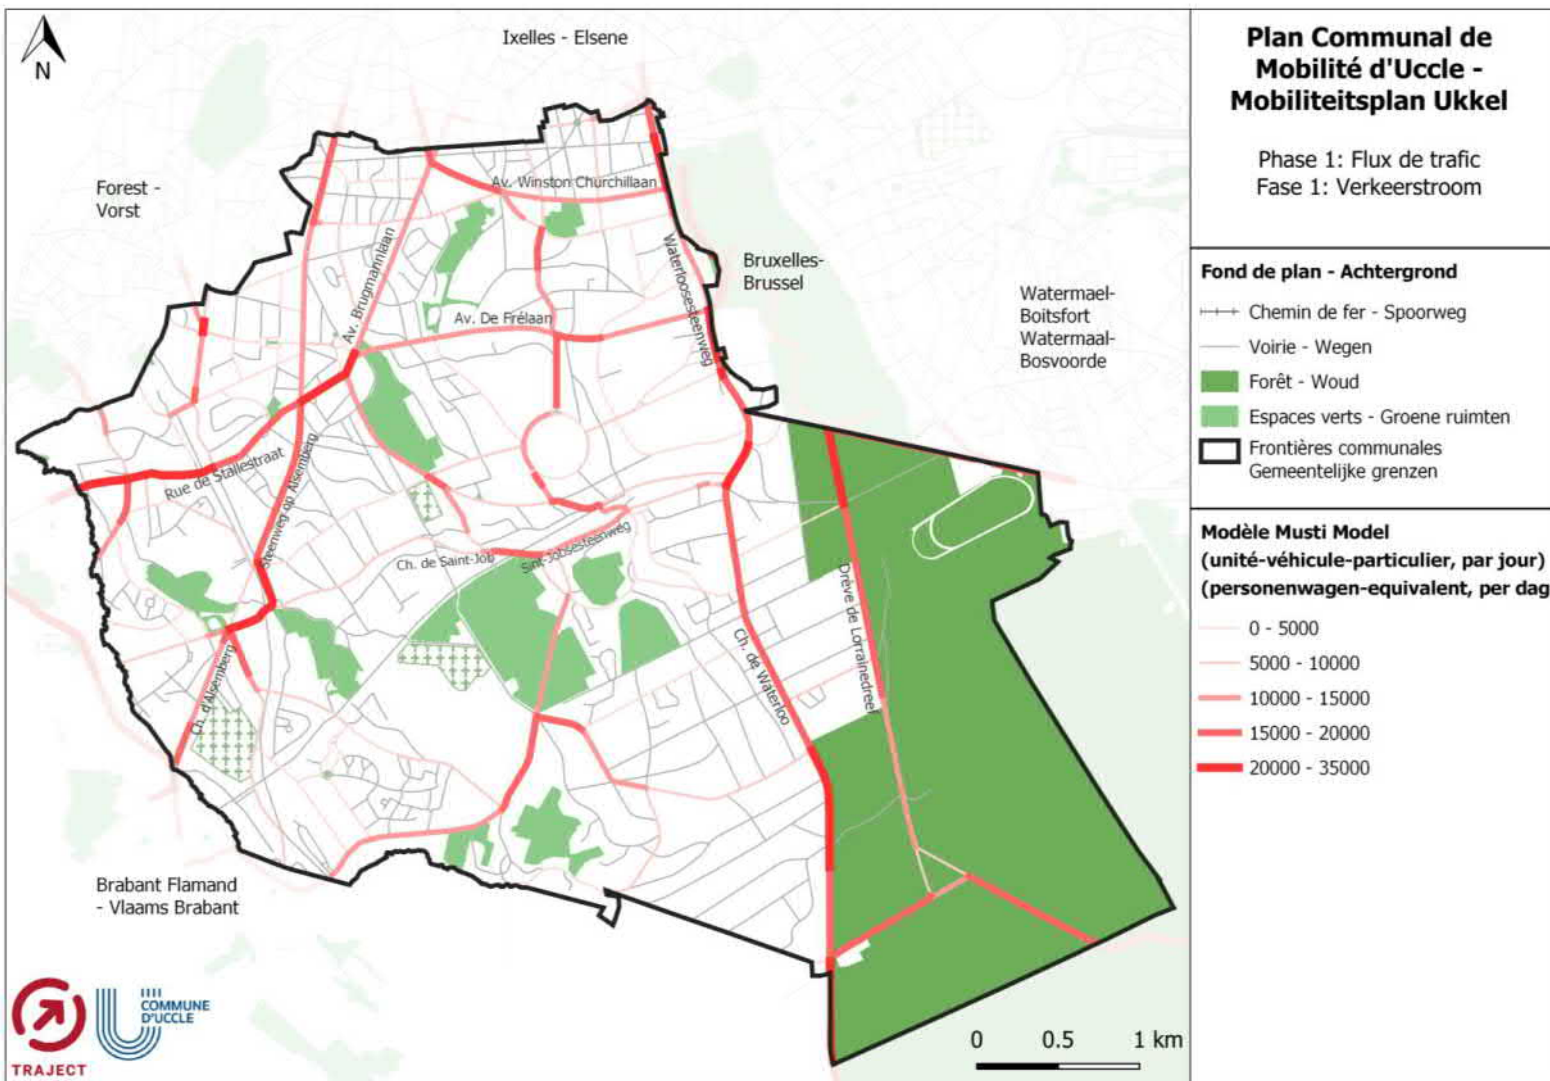 N
Ixelles - Elsene
Forest -
Vorst
Av. Winston Churchillaan
Bruxelles-
Brussel
Watermael-
Boitsfort
Watermaal-
Bosvoorde
Waterloosesteenweg
Av. Brugmannlaan
Av. De Frélaan
Rue de Stallestraat
Steenweg op Alsemberg
Ch. de Saint-Job
Sint-Jobsesteenweg
Drève de Lorrainedreef
Ch. de Waterloo
Ch. d'Alsemberg
Brabant Flamand
- Vlaams Brabant
TRAJECT
COMMUNE
D'UCCLE
0 0.5 1 km
Plan Communal de
Mobilité d'Uccle -
Mobiliteitsplan Ukkel
Phase 1: Flux de trafic
Fase 1: Verkeerstroom
Fond de plan - Achtergrond
Chemin de fer - Spoorweg
Voirie - Wegen
Forêt - Woud
Espaces verts - Groene ruimten
Frontières communales
Gemeentelijke grenzen
Modèle Musti Model
(unité-véhicule-particulier, par jour)
(personenwagen-equivalent, per dag
0 - 5000
5000 - 10000
10000 - 15000
15000 - 20000
20000 - 35000